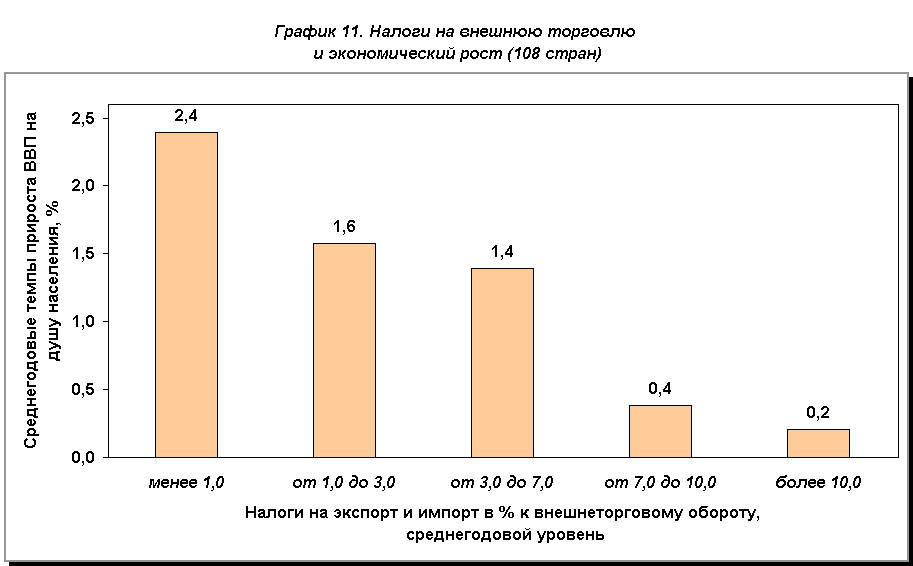 График 11. Налоги на внешнюю торговлю
и экономический рост (108 стран)
Среднегодовые темпы прироста ВВП на
душу населения, %
2,5
2,0
1,5
1,0
0,5
0,0
2,4
1,6
1,4
0,4
0,2
менее 1,0
от 1,0 до 3,0
от 3,0 до 7,0
от 7,0 до 10,0
более 10,0
Налоги на экспорт и импорт в % к внешнеторговому обороту,
среднегодовой уровень